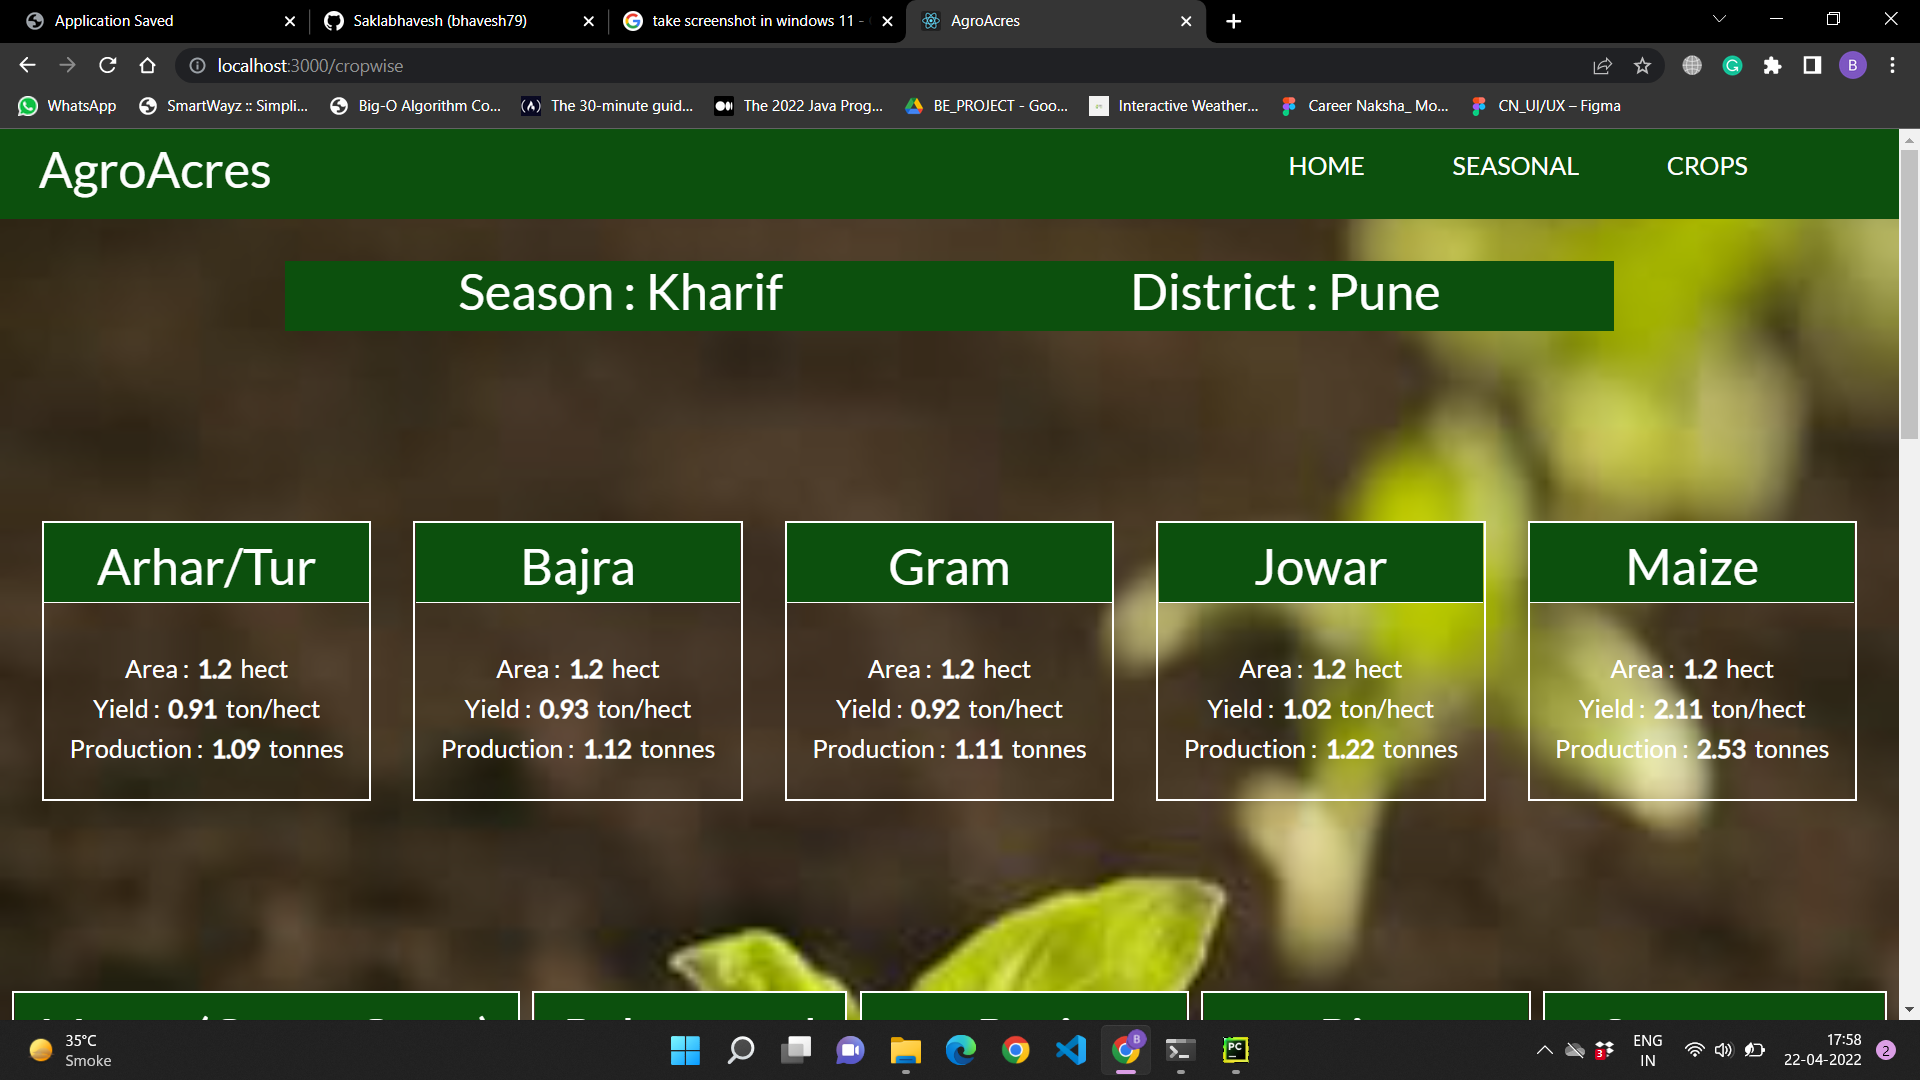 Application Saved
Saklabhavesh (bhavesh79)
take screenshot in windows 11 -
AgroAcres
localhost:3000/cropwise
B
WhatsApp
SmartWayz :: Simpli...
Big-O Algorithm Co...
The 30-minute guid...
The 2022 Java Prog...
BE_PROJECT - Goo...
Interactive Weather...
Career Naksha_ Mo...
CN_UI/UX – Figma
AgroAcres
HOME
SEASONAL
CROPS
Season : Kharif
District : Pune
Arhar/Tur
Area : 1.2 hect
Yield : 0.91 ton/hect
Production : 1.09 tonnes
Bajra
Area : 1.2 hect
Yield : 0.93 ton/hect
Production : 1.12 tonnes
Gram
Area : 1.2 hect
Yield : 0.92 ton/hect
Production : 1.11 tonnes
Jowar
Area : 1.2 hect
Yield : 1.02 ton/hect
Production : 1.22 tonnes
Maize
Area : 1.2 hect
Yield : 2.11 ton/hect
Production : 2.53 tonnes
35°C
Smoke
B
PC
3
ENG
IN
17:58
22-04-2022
2